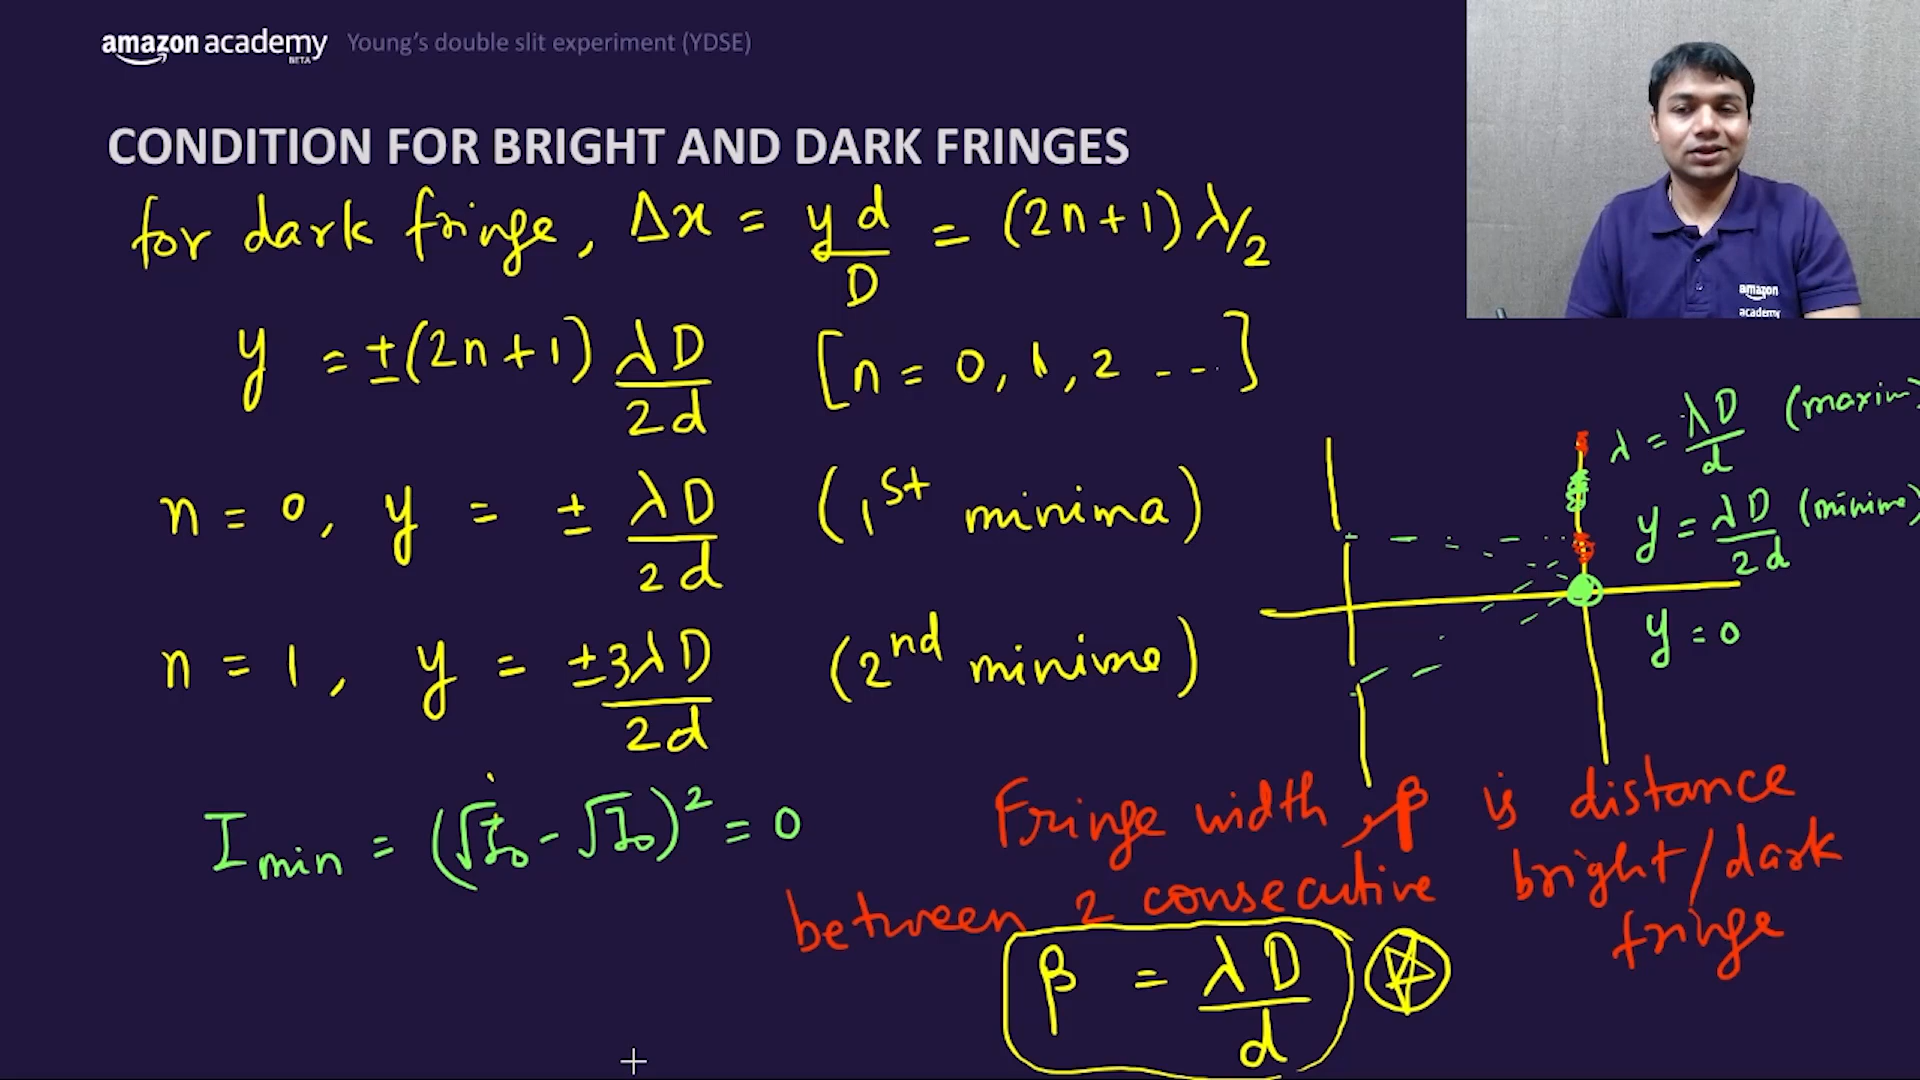 amazon academy BETA Young's double slit experiment (YDSE)
CONDITION FOR BRIGHT AND DARK FRINGES
for dark fringe, Δx = yd/D = (2n+1) λ/2
y = ±(2n+1) λD/2d [n = 0, 1, 2 ---]
n = 0, y = ± λD/2d (1st minima)
n = 1, y = ±3λD/2d (2nd minima)
I min = (√I₀ - √I₀)² = 0
λ = λD/d (maxim
y = λD/2d (minima)
y = 0
Fringe width, β is distance
between 2 consecutive bright/dark
fringe
β = λD/d
amazon
academy